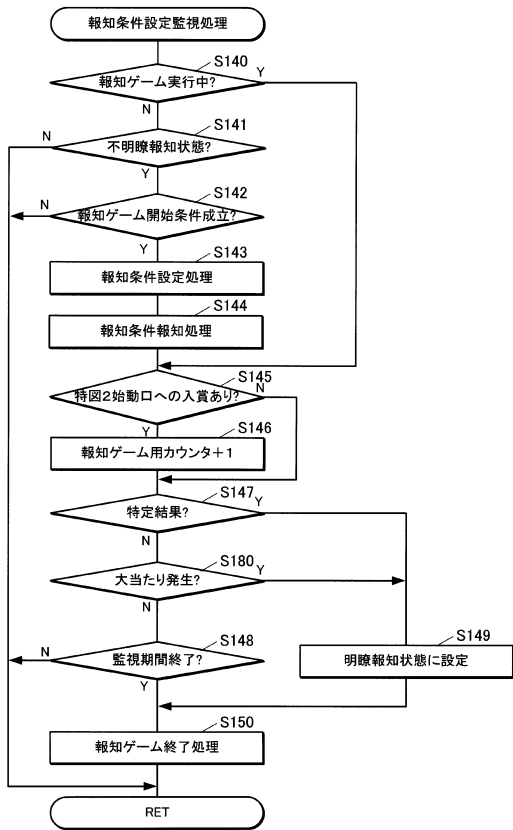 報知条件設定監視処理
S140
報知ゲーム実行中?
Y
N
S141
N
不明瞭報知状態?
Y
S142
N
報知ゲーム開始条件成立?
Y
S143
報知条件設定処理
S144
報知条件報知処理
S145
特図2始動口への入賞あり?
N
Y
S146
報知ゲーム用カウンタ+1
S147
特定結果?
Y
N
S180
大当たり発生?
Y
N
S148
N
監視期間終了?
Y
S149
明瞭報知状態に設定
S150
報知ゲーム終了処理
RET